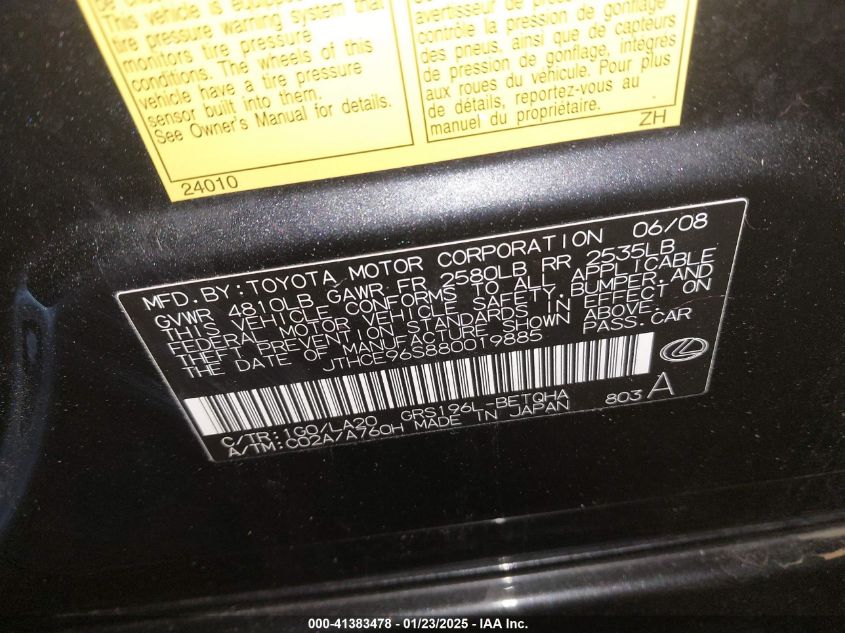 This vehicle is equipped
tire pressure warning system that
monitors tire pressure
conditions. The wheels of this
vehicle have a tire pressure
sensor built into them.
See Owner's Manual for details.
24010
avertisseur de pression
contrôle la pression de gonflage
des pneus, ainsi que de capteurs
de pression de gonflage, intégrés
aux roues du véhicule. Pour plus
de détails, reportez-vous au
manuel du propriétaire.
ZH
MFD. BY: TOYOTA MOTOR CORPORATION 06/08
GVWR 4810LB GAWR FR 2580LB RR 2535LB
THIS VEHICLE CONFORMS TO ALL APPLICABLE
FEDERAL MOTOR VEHICLE SAFETY, BUMPER, AND
THEFT PREVENTION STANDARDS IN EFFECT ON
THE DATE OF MANUFACTURE SHOWN ABOVE.
JTHCE96S880019885 PASS. CAR
C/TR: 1G0/LA20 GRS196L-BETQHA
A/TM: C02A/A760H MADE IN JAPAN 803 A
000-41383478 - 01/23/2025 - IAA Inc.